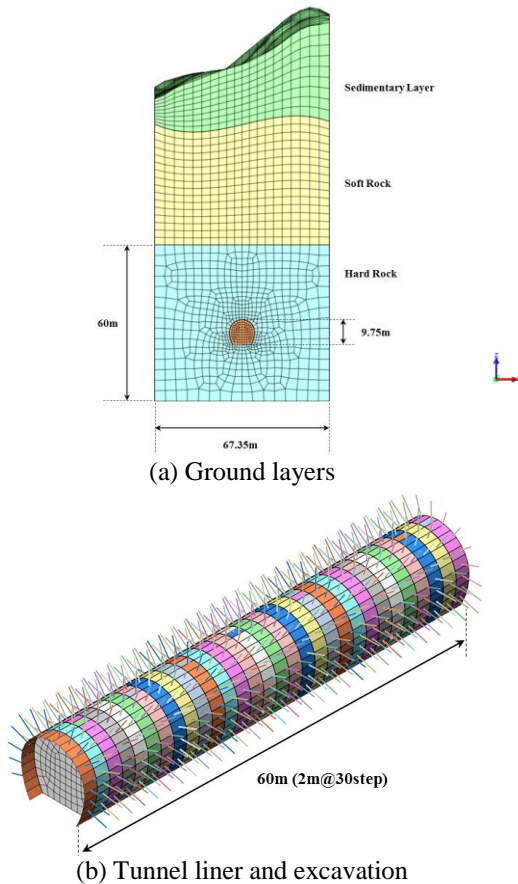 Sedimentary Layer
Soft Rock
Hard Rock
60m
9.75m
67.35m
(a) Ground layers
60m (2m@30step)
(b) Tunnel liner and excavation